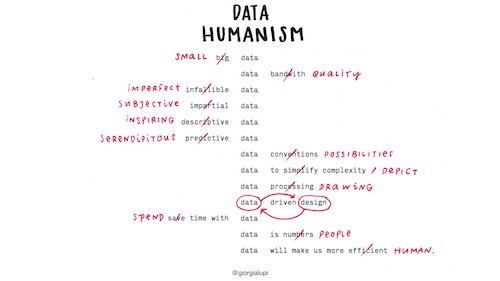 DATA
HUMANISM
SMALL big data
data bandwith QUALITY
IMPERFECT infallible data
SUBJECTIVE impartial data
INSPIRING descriptive data
SERENDIPITOUS predictive data
data conventions POSSIBILITIES
data to simplify complexity / DEPICT
data processing DRAWING
data driven design
SPEND save time with data
data is numbers PEOPLE
data will make us more efficient HUMAN.
@giorgialupi